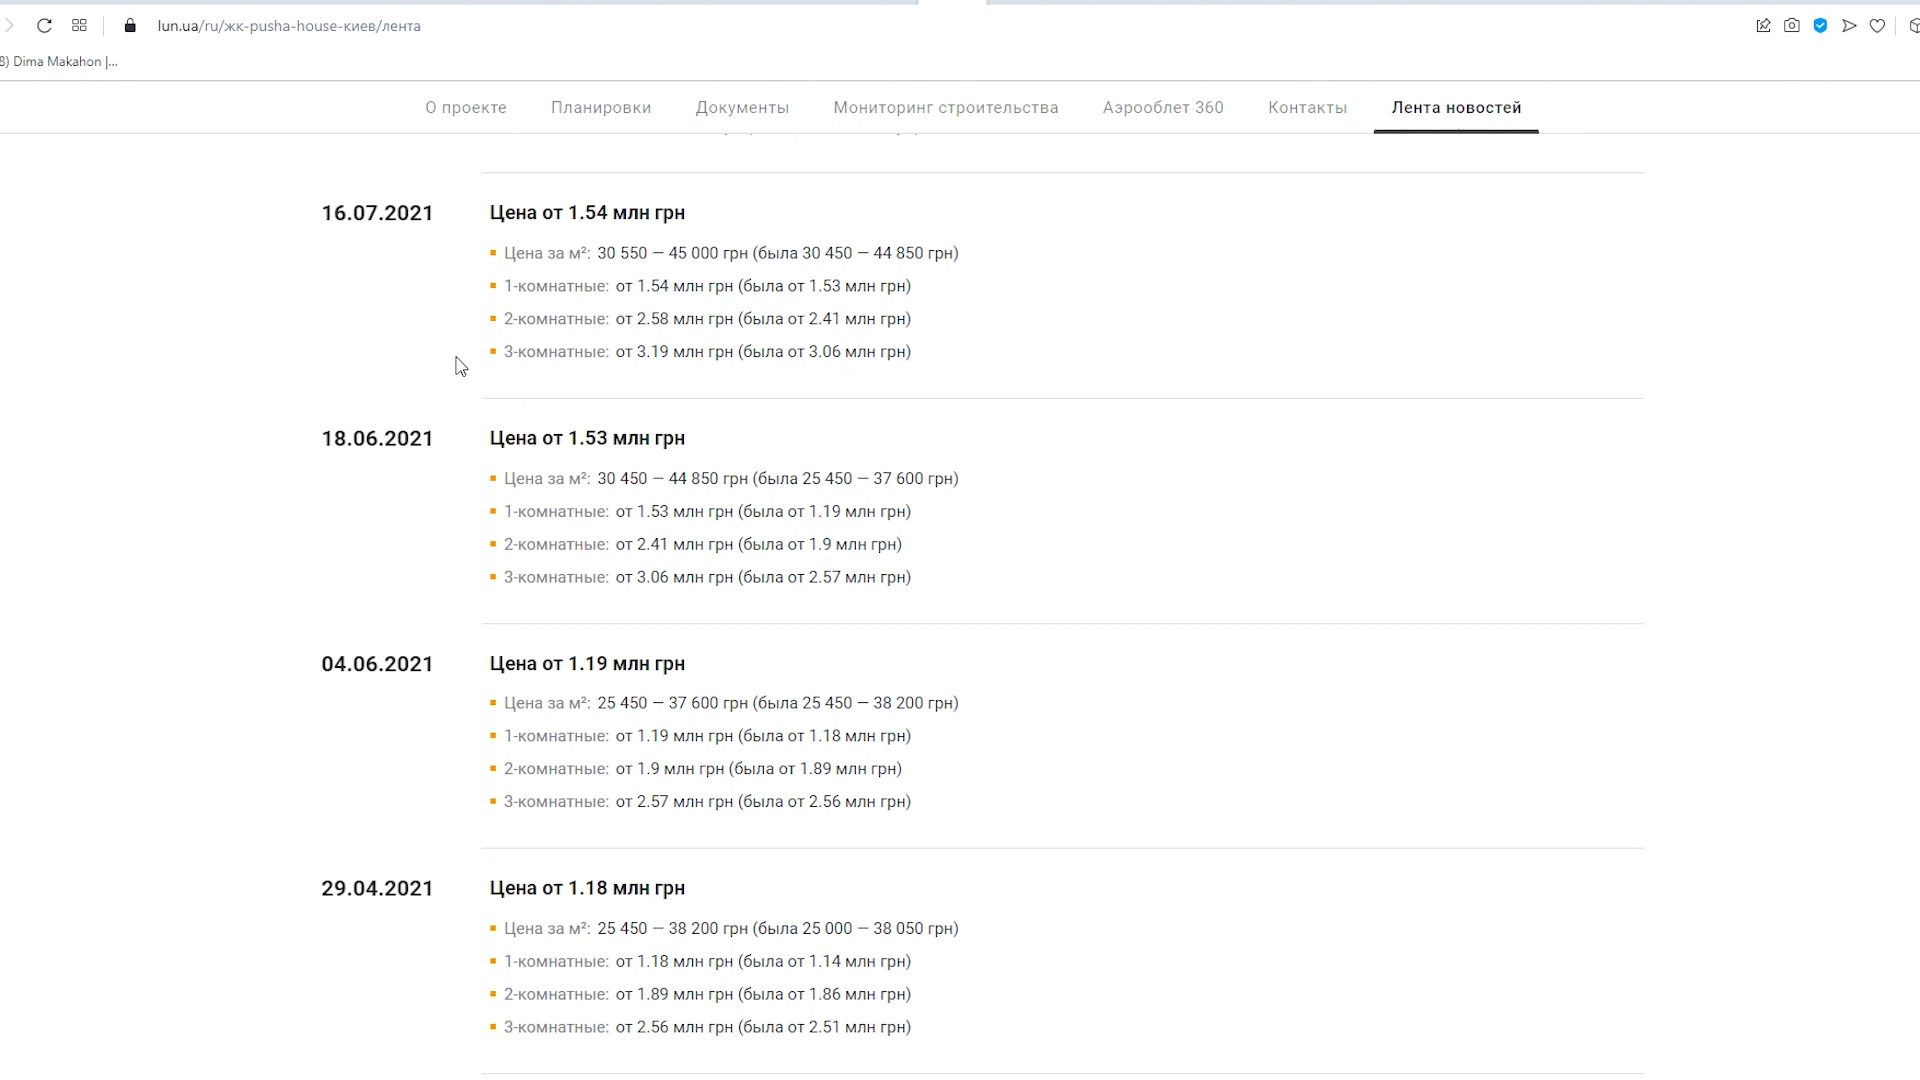 lun.ua/ru/жк-pusha-house-киев/лента
8) Dima Makahon |...
О проекте Планировки Документы Мониторинг строительства Аэрооблет 360 Контакты Лента новостей
16.07.2021 Цена от 1.54 млн грн
Цена за м²: 30 550 — 45 000 грн (была 30 450 — 44 850 грн)
1-комнатные: от 1.54 млн грн (была от 1.53 млн грн)
2-комнатные: от 2.58 млн грн (была от 2.41 млн грн)
3-комнатные: от 3.19 млн грн (была от 3.06 млн грн)
18.06.2021 Цена от 1.53 млн грн
Цена за м²: 30 450 — 44 850 грн (была 25 450 — 37 600 грн)
1-комнатные: от 1.53 млн грн (была от 1.19 млн грн)
2-комнатные: от 2.41 млн грн (была от 1.9 млн грн)
3-комнатные: от 3.06 млн грн (была от 2.57 млн грн)
04.06.2021 Цена от 1.19 млн грн
Цена за м²: 25 450 — 37 600 грн (была 25 450 — 38 200 грн)
1-комнатные: от 1.19 млн грн (была от 1.18 млн грн)
2-комнатные: от 1.9 млн грн (была от 1.89 млн грн)
3-комнатные: от 2.57 млн грн (была от 2.56 млн грн)
29.04.2021 Цена от 1.18 млн грн
Цена за м²: 25 450 — 38 200 грн (была 25 000 — 38 050 грн)
1-комнатные: от 1.18 млн грн (была от 1.14 млн грн)
2-комнатные: от 1.89 млн грн (была от 1.86 млн грн)
3-комнатные: от 2.56 млн грн (была от 2.51 млн грн)